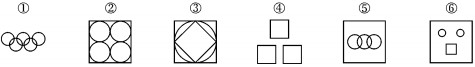 ① ② ③ ④ ⑤ ⑥